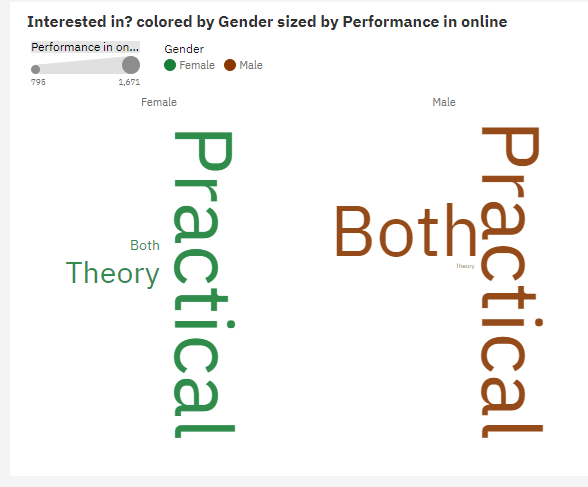 Interested in? colored by Gender sized by Performance in online
Performance in on...
795
1,671
Gender
Female
Male
Female
Male
Practical
Both
Theory
Practical
Both
Theory